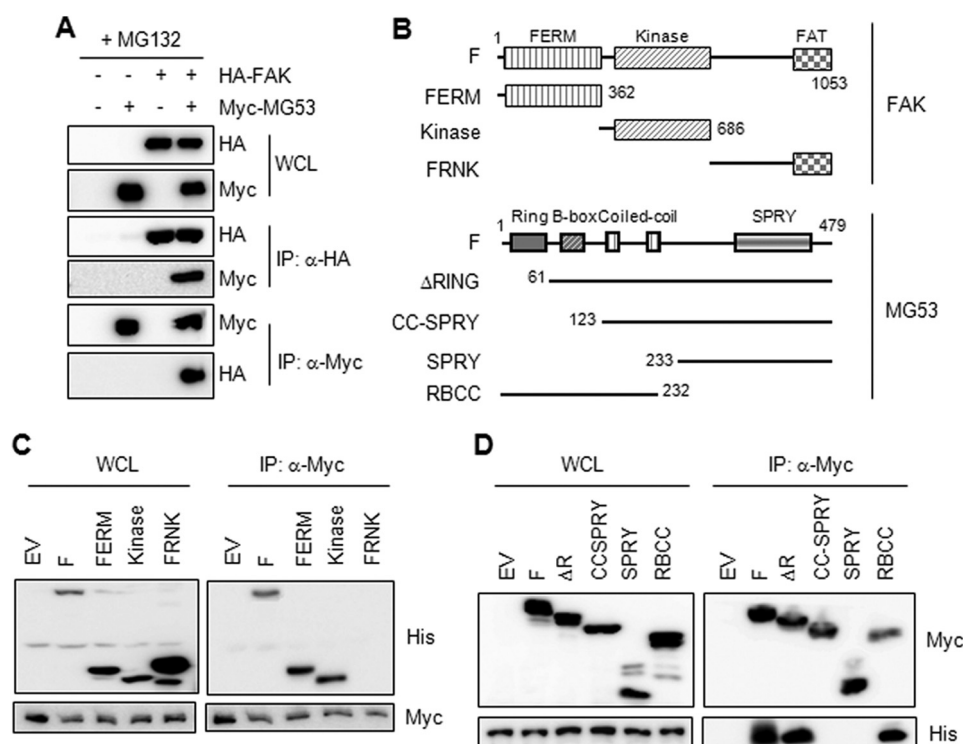 A
+ MG132
- - + + HA-FAK
- + - + Myc-MG53
HA
Myc
WCL
HA
Myc
IP: α-HA
Myc
HA
IP: α-Myc
B
1 FERM Kinase FAT
F
1053
FERM 362
Kinase 686
FRNK
FAK
1 Ring B-box Coiled-coil SPRY 479
F
ΔRING 61
CC-SPRY 123
SPRY 233
RBCC 232
MG53
C
WCL IP: α-Myc
EV F FERM Kinase FRNK EV F FERM Kinase FRNK
His
Myc
D
WCL IP: α-Myc
EV F ΔR CCSPRY SPRY RBCC EV F ΔR CC-SPRY SPRY RBCC
Myc
His